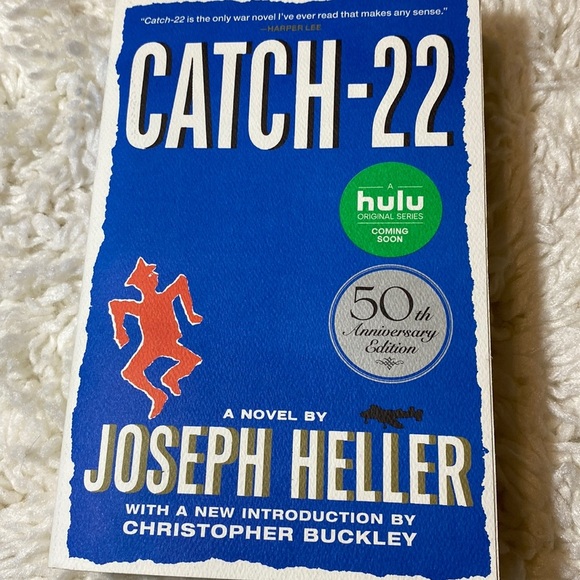 "Catch-22 is the only war novel I've ever read that makes any sense."
—HARPER LEE
CATCH-22
A
hulu
ORIGINAL SERIES
COMING
SOON
50th
Anniversary
Edition
A NOVEL BY
JOSEPH HELLER
WITH A NEW INTRODUCTION BY
CHRISTOPHER BUCKLEY